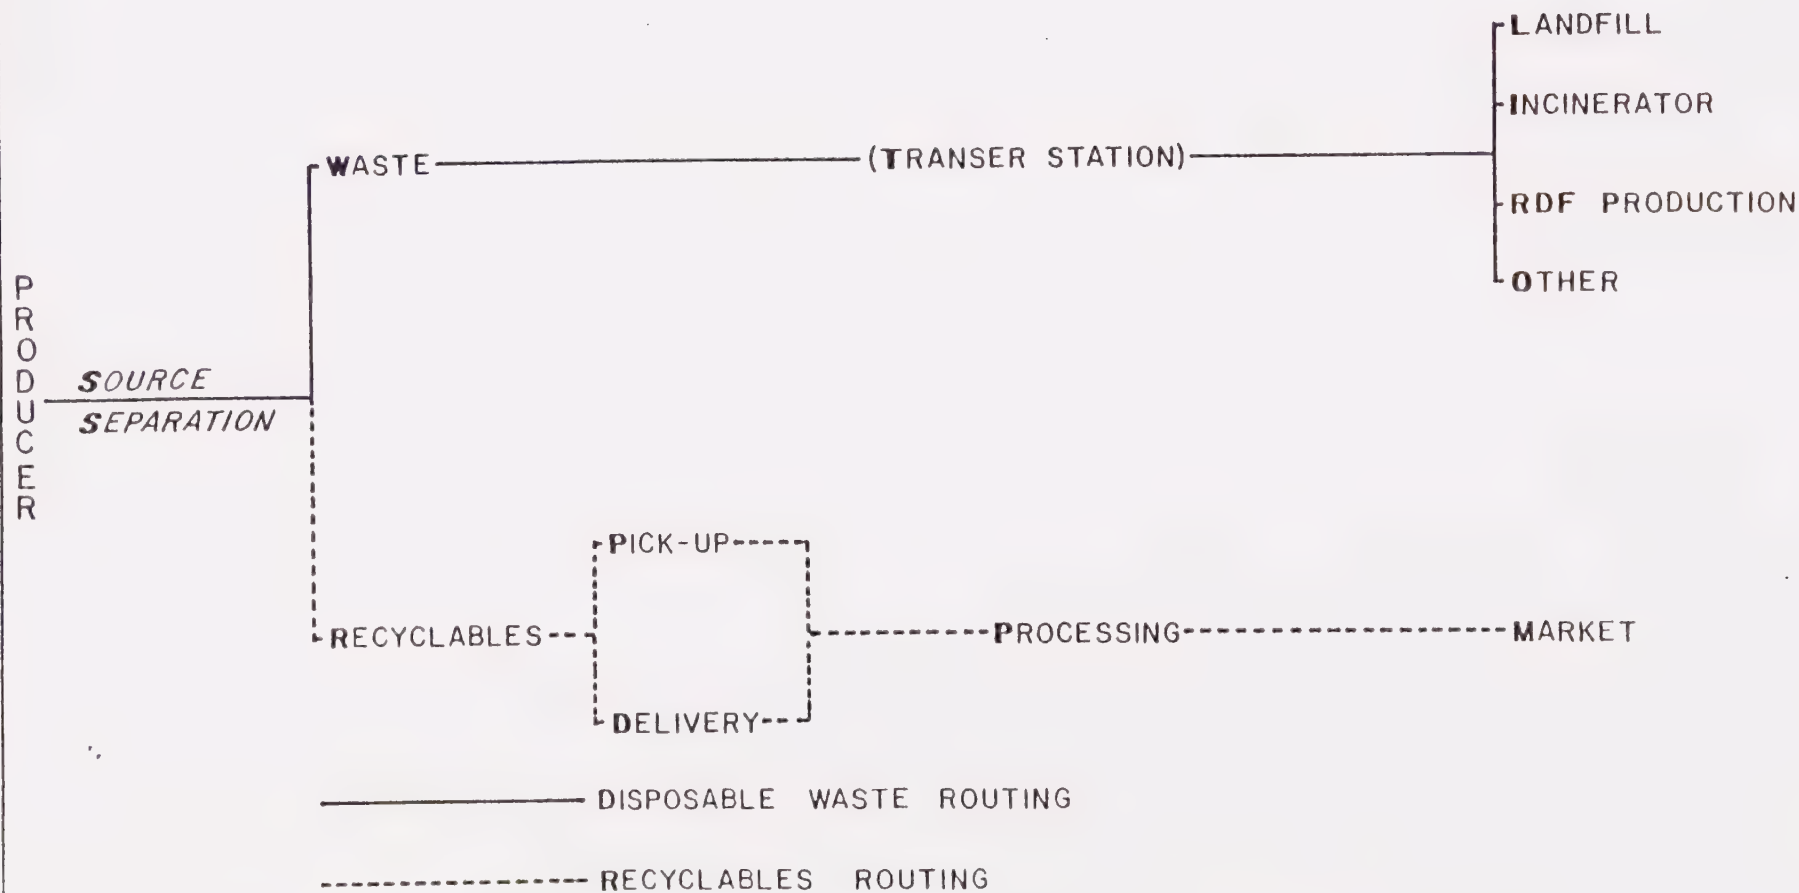 PRODUCER
SOURCE
SEPARATION
WASTE
(TRANSER STATION)
LANDFILL
INCINERATOR
RDF PRODUCTION
OTHER
RECYCLABLES
PICK-UP
DELIVERY
PROCESSING
MARKET
DISPOSABLE WASTE ROUTING
RECYCLABLES ROUTING